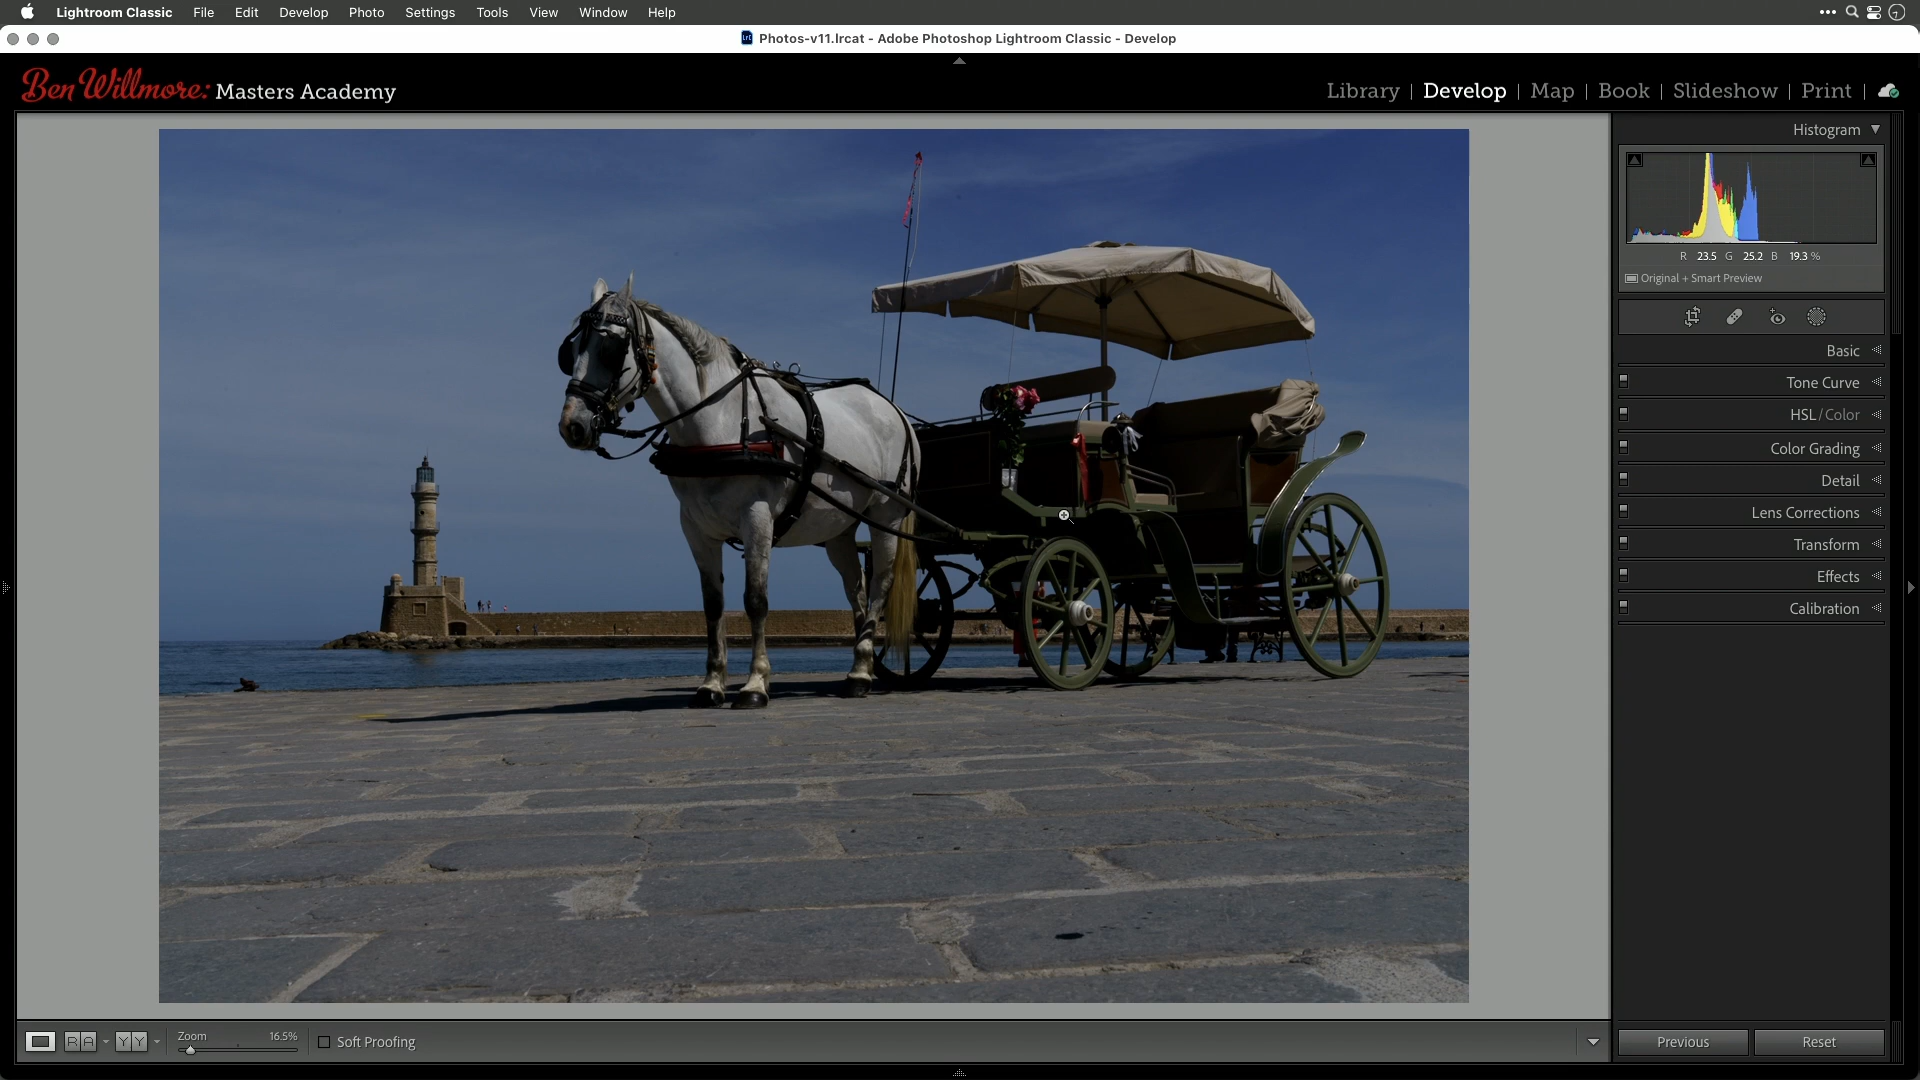 Lightroom Classic File Edit Develop Photo Settings Tools View Window Help
Lrc Photos-v11.lrcat - Adobe Photoshop Lightroom Classic - Develop
Ben Willmore: Masters Academy
Library | Develop | Map | Book | Slideshow | Print |
Histogram
R 23.5 G 25.2 B 19.3 %
Original + Smart Preview
Basic
Tone Curve
HSL / Color
Color Grading
Detail
Lens Corrections
Transform
Effects
Calibration
R A Y Y Zoom 16.5% Soft Proofing
Previous Reset